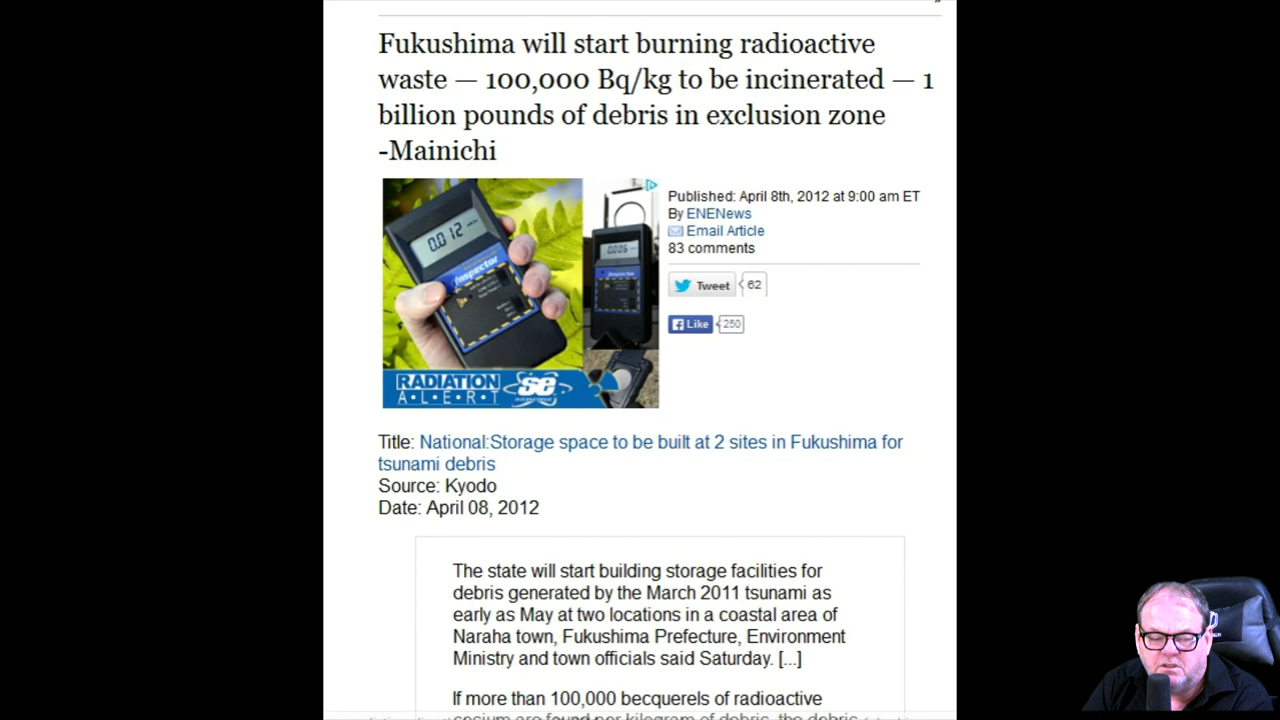 Fukushima will start burning radioactive
waste — 100,000 Bq/kg to be incinerated — 1
billion pounds of debris in exclusion zone
-Mainichi
0.012
Inspector
RADIATION
A•L•E•R•T
se
Published: April 8th, 2012 at 9:00 am ET
By ENENews
Email Article
83 comments
Tweet 62
Like 250
Title: National:Storage space to be built at 2 sites in Fukushima for
tsunami debris
Source: Kyodo
Date: April 08, 2012
The state will start building storage facilities for
debris generated by the March 2011 tsunami as
early as May at two locations in a coastal area of
Naraha town, Fukushima Prefecture, Environment
Ministry and town officials said Saturday. [...]
If more than 100,000 becquerels of radioactive
cesium are found per kilogram of debris, the debris